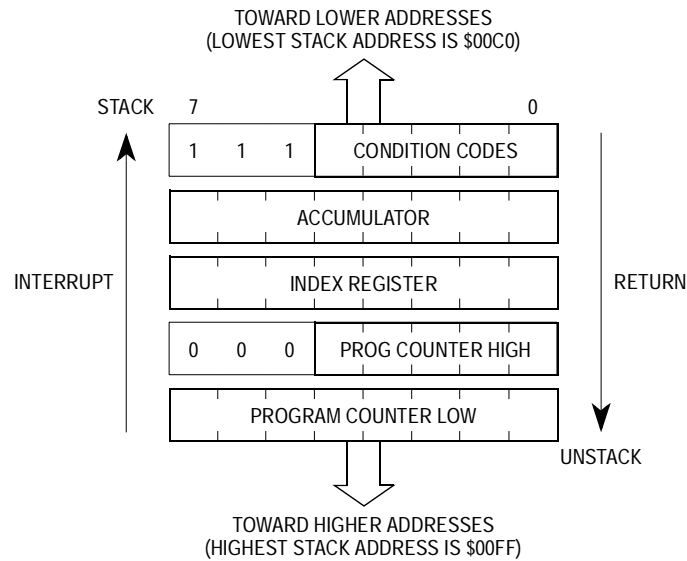 TOWARD LOWER ADDRESSES
(LOWEST STACK ADDRESS IS $00C0)
STACK 7 0
1 1 1 CONDITION CODES
ACCUMULATOR
INTERRUPT INDEX REGISTER RETURN
0 0 0 PROG COUNTER HIGH
PROGRAM COUNTER LOW
UNSTACK
TOWARD HIGHER ADDRESSES
(HIGHEST STACK ADDRESS IS $00FF)